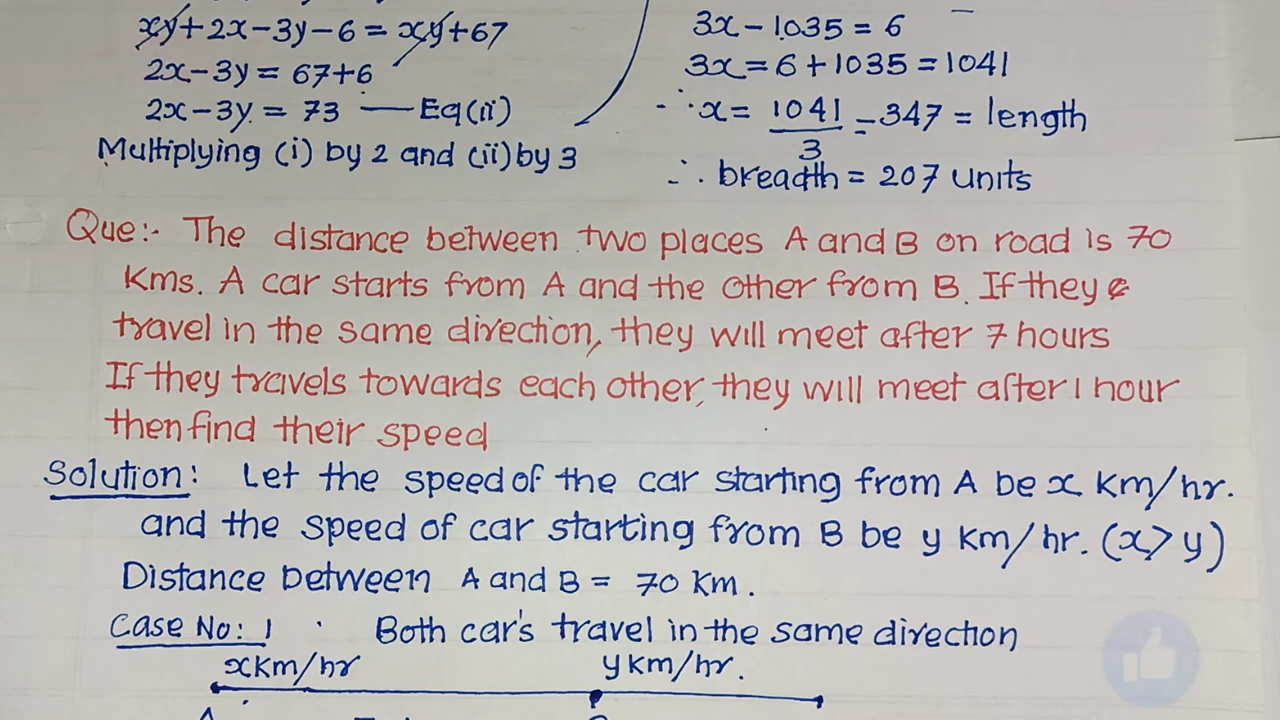 xy+2x-3y-6 = xy+67
2x-3y = 67+6
2x-3y = 73 — Eq(ii)
Multiplying (i) by 2 and (ii) by 3
3x-1035 = 6
3x = 6+1035 = 1041
∴ x = 1041/3 = 347 = length
∴ breadth = 207 units
Que:- The distance between two places A and B on road is 70
Kms. A car starts from A and the other from B. If they
travel in the same direction, they will meet after 7 hours
If they travels towards each other, they will meet after 1 hour
then find their speed
Solution: Let the speed of the car starting from A be x km/hr.
and the speed of car starting from B be y km/hr. (x>y)
Distance between A and B = 70 km.
Case No: 1 Both car's travel in the same direction
x km/hr y km/hr.